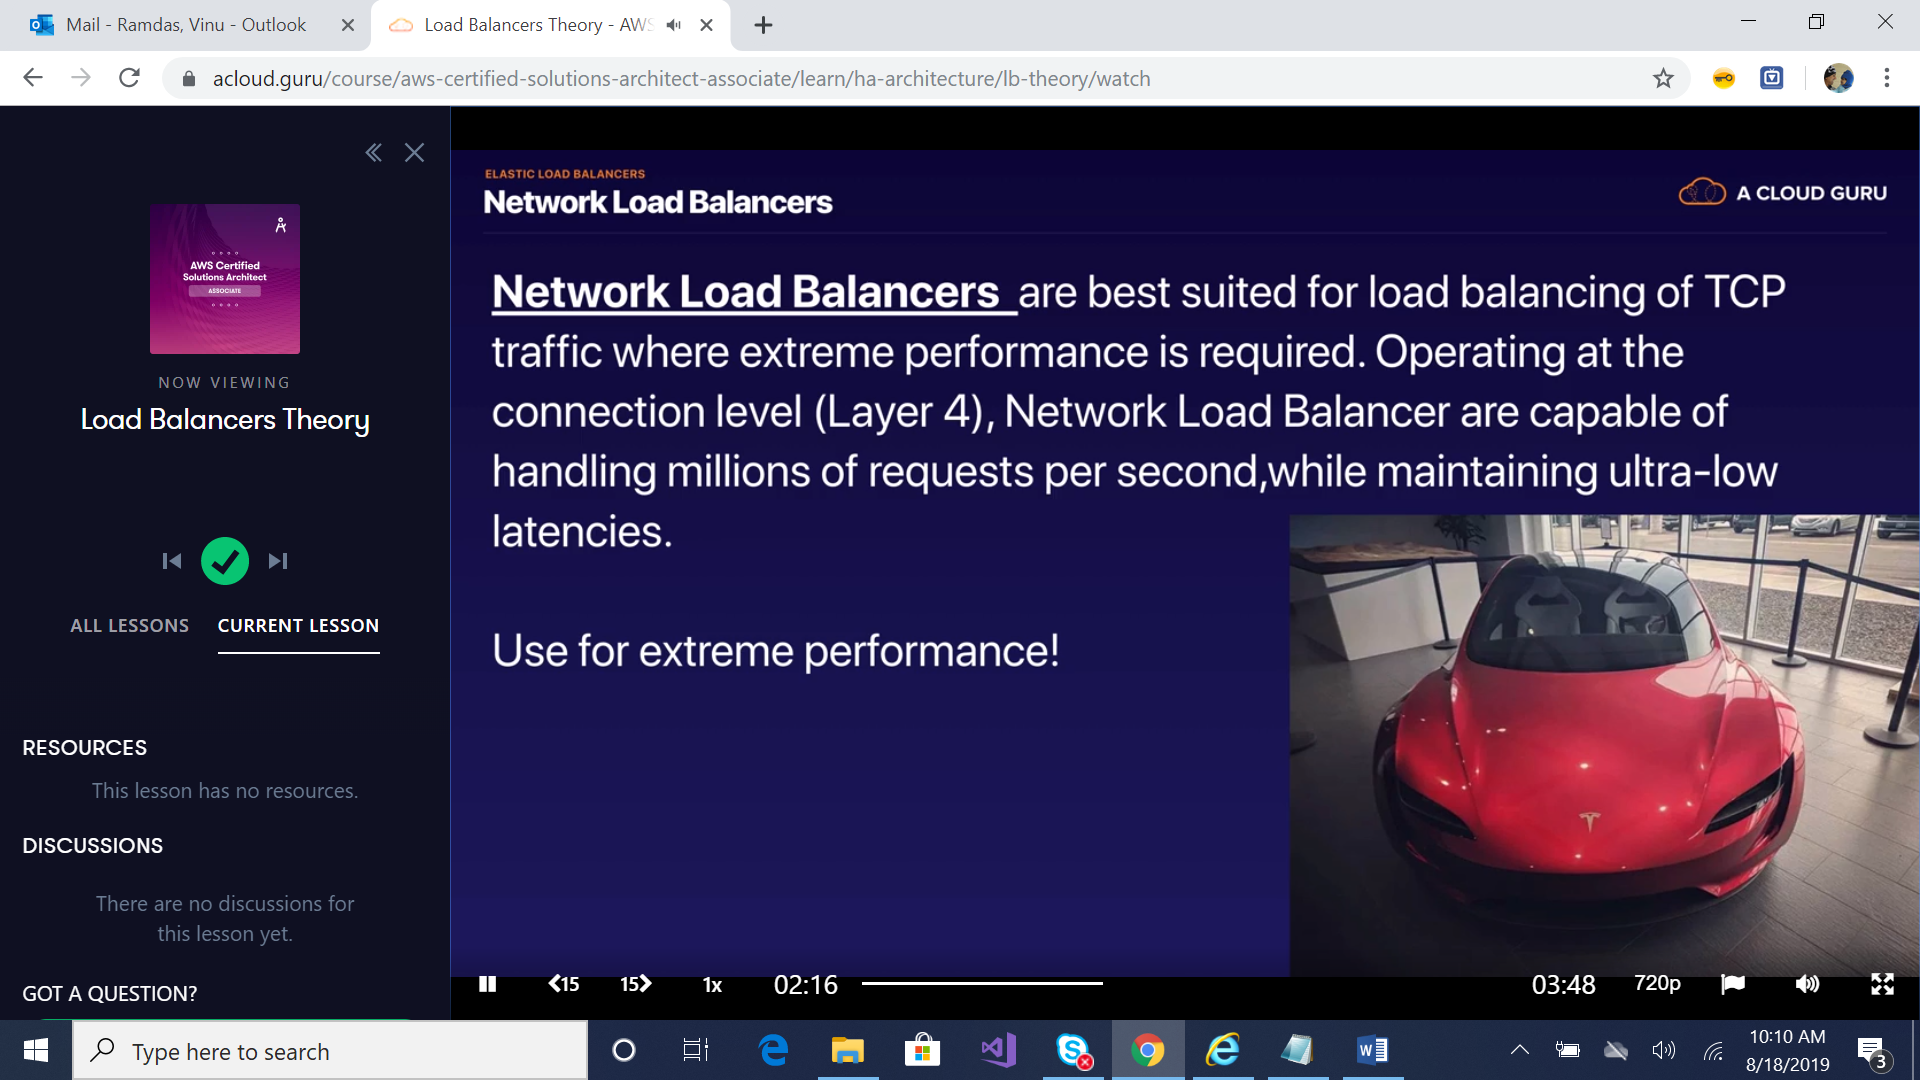 Mail - Ramdas, Vinu - Outlook
Load Balancers Theory - AWS
acloud.guru/course/aws-certified-solutions-architect-associate/learn/ha-architecture/lb-theory/watch
AWS Certified
Solutions Architect
ASSOCIATE
NOW VIEWING
Load Balancers Theory
ALL LESSONS
CURRENT LESSON
RESOURCES
This lesson has no resources.
DISCUSSIONS
There are no discussions for
this lesson yet.
GOT A QUESTION?
ELASTIC LOAD BALANCERS
Network Load Balancers
A CLOUD GURU
Network Load Balancers are best suited for load balancing of TCP
traffic where extreme performance is required. Operating at the
connection level (Layer 4), Network Load Balancer are capable of
handling millions of requests per second,while maintaining ultra-low
latencies.
Use for extreme performance!
15
15
1x
02:16
03:48
720p
Type here to search
10:10 AM
8/18/2019
3